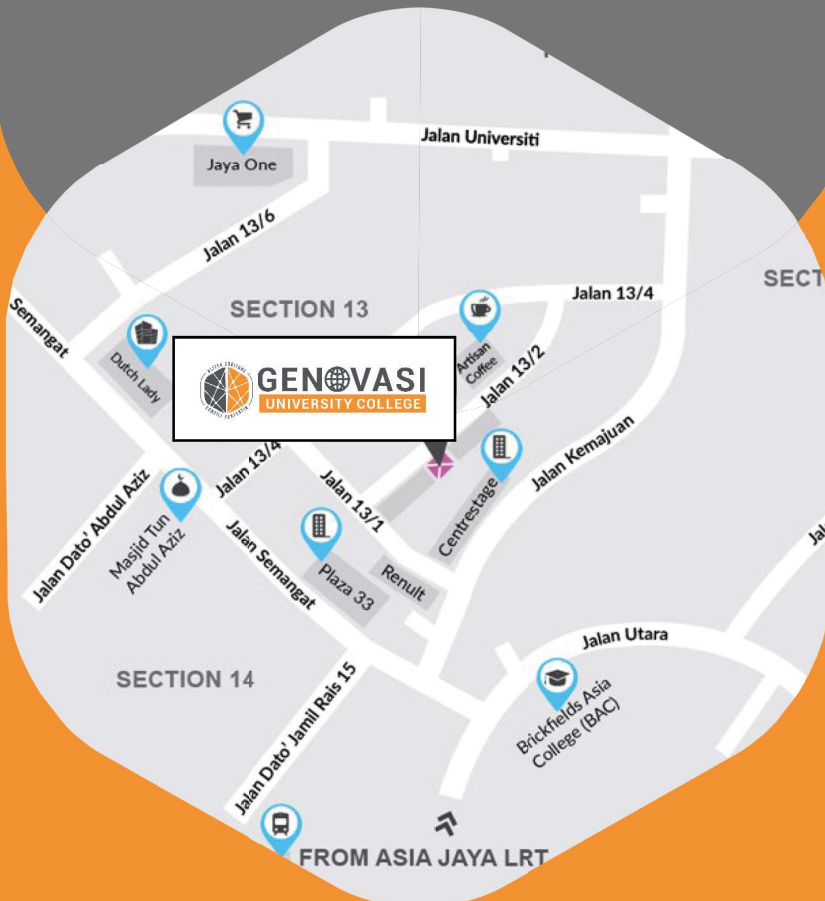 Jalan Universiti
Jaya One
Jalan 13/6
SECTION 13
Jalan 13/4
Semangat
Dutch Lady
Artisan
Coffee
Jalan 13/2
GENOVASI
UNIVERSITY COLLEGE
Jalan 13/4
Jalan 13/1
Centrestage
Jalan Kemajuan
Jalan Dato' Abdul Aziz
Masjid Tun
Abdul Aziz
Jalan Semangat
Plaza 33
Renult
Jalan Utara
SECTION 14
Jalan Dato' Jamil Rais 15
Brickfields Asia
College (BAC)
FROM ASIA JAYA LRT